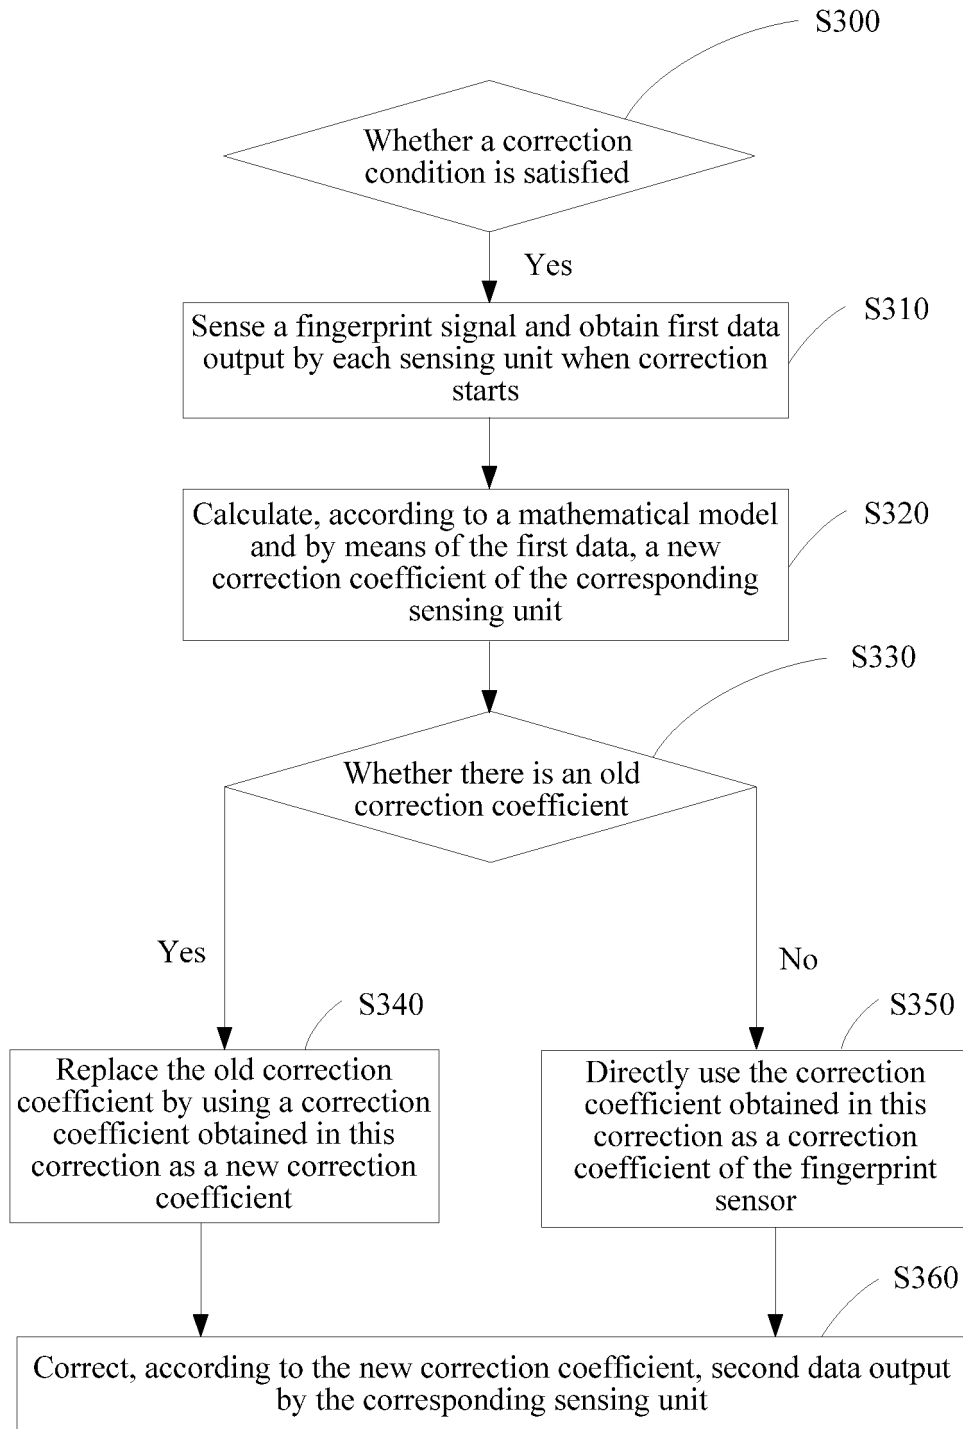 S300
Whether a correction
condition is satisfied
Yes
S310
Sense a fingerprint signal and obtain first data
output by each sensing unit when correction
starts
S320
Calculate, according to a mathematical model
and by means of the first data, a new
correction coefficient of the corresponding
sensing unit
S330
Whether there is an old
correction coefficient
Yes
No
S340
Replace the old correction
coefficient by using a correction
coefficient obtained in this
correction as a new correction
coefficient
S350
Directly use the correction
coefficient obtained in this
correction as a correction
coefficient of the fingerprint
sensor
S360
Correct, according to the new correction coefficient, second data output
by the corresponding sensing unit